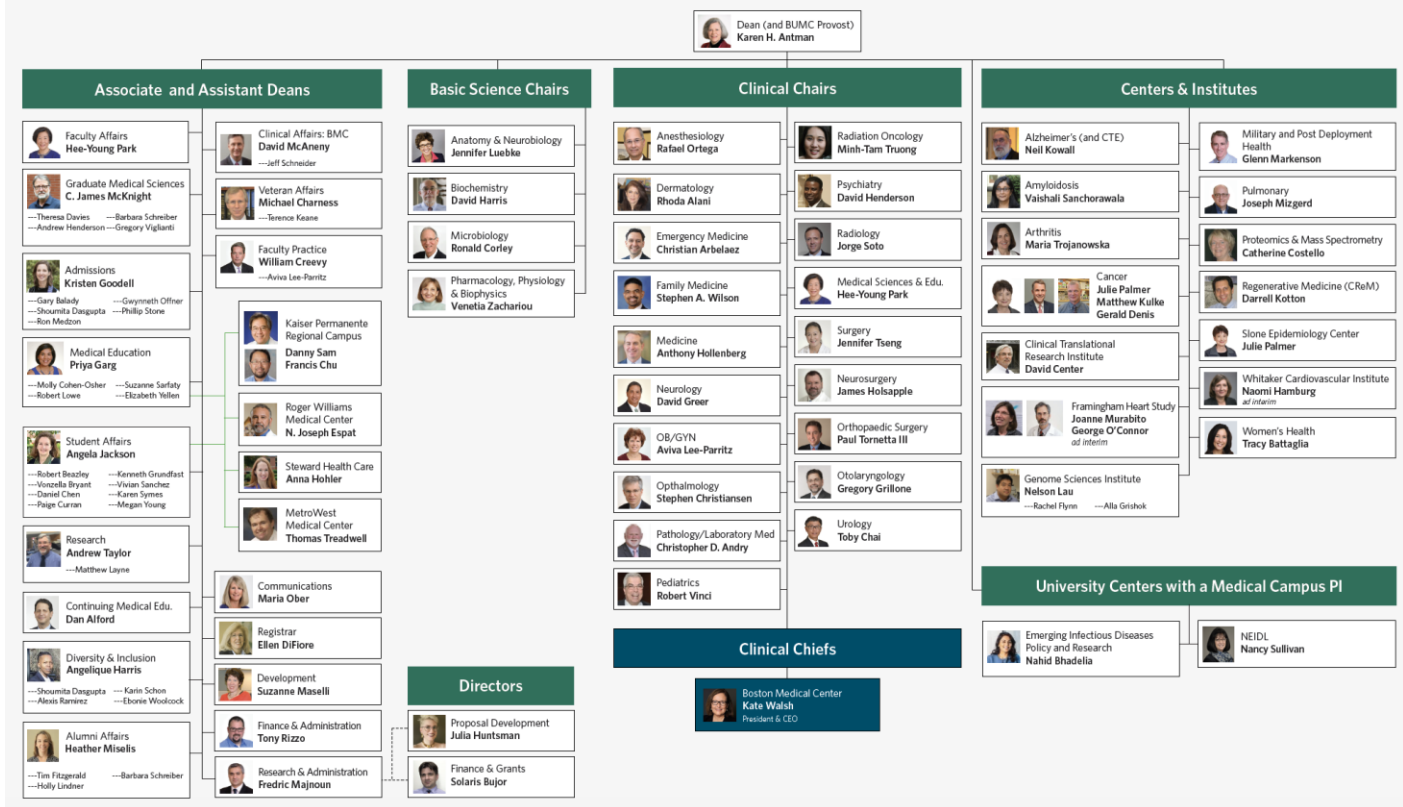 Dean (and BUMC Provost)
Karen H. Antman
Associate and Assistant Deans
Faculty Affairs
Hee-Young Park
Graduate Medical Sciences
C. James McKnight
---Theresa Davies ---Barbara Schreiber
---Andrew Henderson ---Gregory Viglianti
Admissions
Kristen Goodell
---Gary Balady ---Gwynneth Offner
---Shoumita Dasgupta ---Phillip Stone
---Ron Medzon
Medical Education
Priya Garg
---Molly Cohen-Osher ---Suzanne Sarfaty
---Robert Lowe ---Elizabeth Yellen
Student Affairs
Angela Jackson
---Robert Beazley ---Kenneth Grundfast
---Vonzella Bryant ---Vivian Sanchez
---Daniel Chen ---Karen Symes
---Paige Curran ---Megan Young
Research
Andrew Taylor
---Matthew Layne
Continuing Medical Edu.
Dan Alford
Diversity & Inclusion
Angelique Harris
---Shoumita Dasgupta ---Karin Schon
---Alexis Ramirez ---Ebonie Woolcock
Alumni Affairs
Heather Miselis
---Tim Fitzgerald ---Barbara Schreiber
---Holly Lindner
Clinical Affairs: BMC
David McAneny
---Jeff Schneider
Veteran Affairs
Michael Charness
---Terence Keane
Faculty Practice
William Creevy
---Aviva Lee-Parritz
Kaiser Permanente
Regional Campus
Danny Sam
Francis Chu
Roger Williams
Medical Center
N. Joseph Espat
Steward Health Care
Anna Hohler
MetroWest
Medical Center
Thomas Treadwell
Communications
Maria Ober
Registrar
Ellen DiFiore
Development
Suzanne Maselli
Finance & Administration
Tony Rizzo
Research & Administration
Fredric Majnoun
Basic Science Chairs
Anatomy & Neurobiology
Jennifer Luebke
Biochemistry
David Harris
Microbiology
Ronald Corley
Pharmacology, Physiology
& Biophysics
Venetia Zachariou
Directors
Proposal Development
Julia Huntsman
Finance & Grants
Solaris Bujor
Clinical Chairs
Anesthesiology
Rafael Ortega
Dermatology
Rhoda Alani
Emergency Medicine
Christian Arbelaez
Family Medicine
Stephen A. Wilson
Medicine
Anthony Hollenberg
Neurology
David Greer
OB/GYN
Aviva Lee-Parritz
Opthalmology
Stephen Christiansen
Pathology/Laboratory Med
Christopher D. Andry
Pediatrics
Robert Vinci
Radiation Oncology
Minh-Tam Truong
Psychiatry
David Henderson
Radiology
Jorge Soto
Medical Sciences & Edu.
Hee-Young Park
Surgery
Jennifer Tseng
Neurosurgery
James Holsapple
Orthopaedic Surgery
Paul Tornetta III
Otolaryngology
Gregory Grillone
Urology
Toby Chai
Clinical Chiefs
Boston Medical Center
Kate Walsh
President & CEO
Centers & Institutes
Alzheimer's (and CTE)
Neil Kowall
Amyloidosis
Vaishali Sanchorawala
Arthritis
Maria Trojanowska
Cancer
Julie Palmer
Matthew Kulke
Gerald Denis
Clinical Translational
Research Institute
David Center
Framingham Heart Study
Joanne Murabito
George O'Connor
ad interim
Genome Sciences Institute
Nelson Lau
---Rachel Flynn ---Alla Grishok
Military and Post Deployment
Health
Glenn Markenson
Pulmonary
Joseph Mizgerd
Proteomics & Mass Spectrometry
Catherine Costello
Regenerative Medicine (CReM)
Darrell Kotton
Slone Epidemiology Center
Julie Palmer
Whitaker Cardiovascular Institute
Naomi Hamburg
ad interim
Women's Health
Tracy Battaglia
University Centers with a Medical Campus PI
Emerging Infectious Diseases
Policy and Research
Nahid Bhadelia
NEIDL
Nancy Sullivan